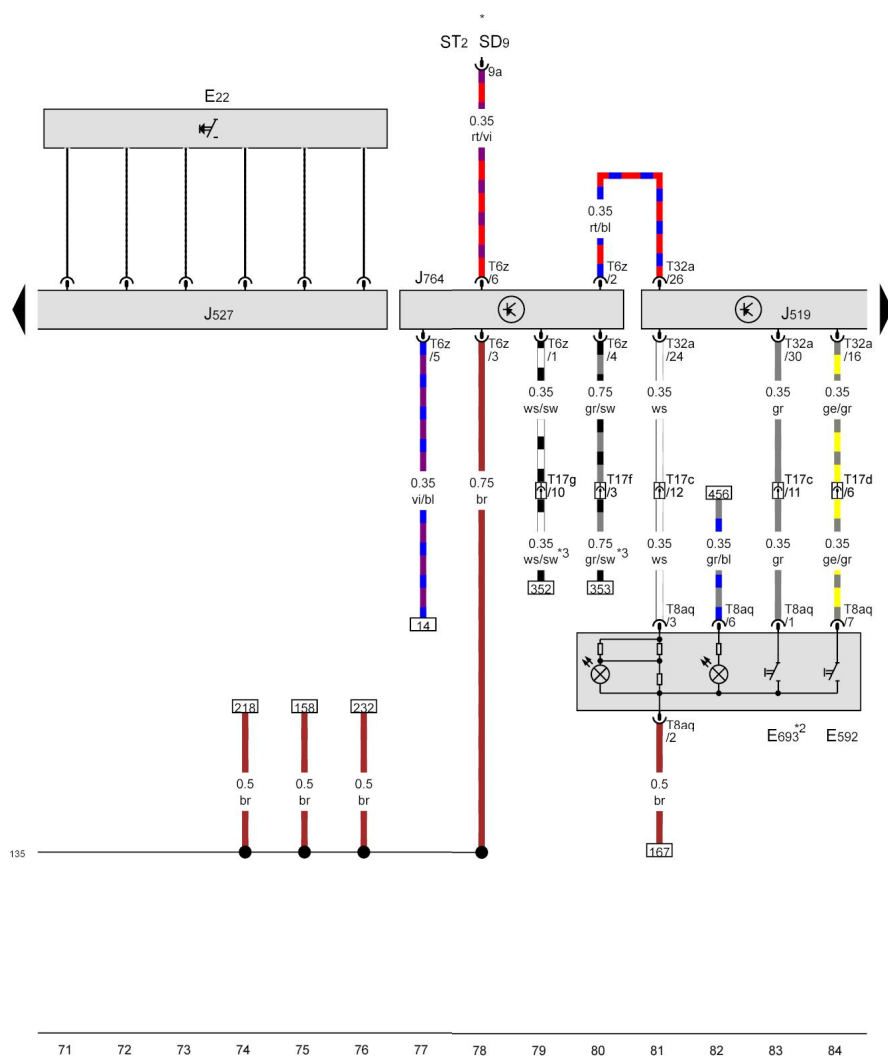 *
ST2 SD9
9a
E22
0.35
rt/vi
0.35
rt/bl
J764
T6z
/6
T6z
/2
T32a
/26
J527
J519
T6z
/5
T6z
/3
T6z
/1
T6z
/4
T32a
/24
T32a
/30
T32a
/16
0.35
ws/sw
0.75
gr/sw
0.35
ws
0.35
gr
0.35
ge/gr
0.35
vi/bl
0.75
br
T17g
/10
T17f
/3
T17c
/12
456
T17c
/11
T17d
/6
0.35
ws/sw*3
0.75
gr/sw*3
0.35
ws
0.35
gr/bl
0.35
gr
0.35
ge/gr
352
353
14
T8aq
/3
T8aq
/6
T8aq
/1
T8aq
/7
218
158
232
T8aq
/2
E693*2
E592
0.5
br
0.5
br
0.5
br
0.5
br
135
167
71 72 73 74 75 76 77 78 79 80 81 82 83 84